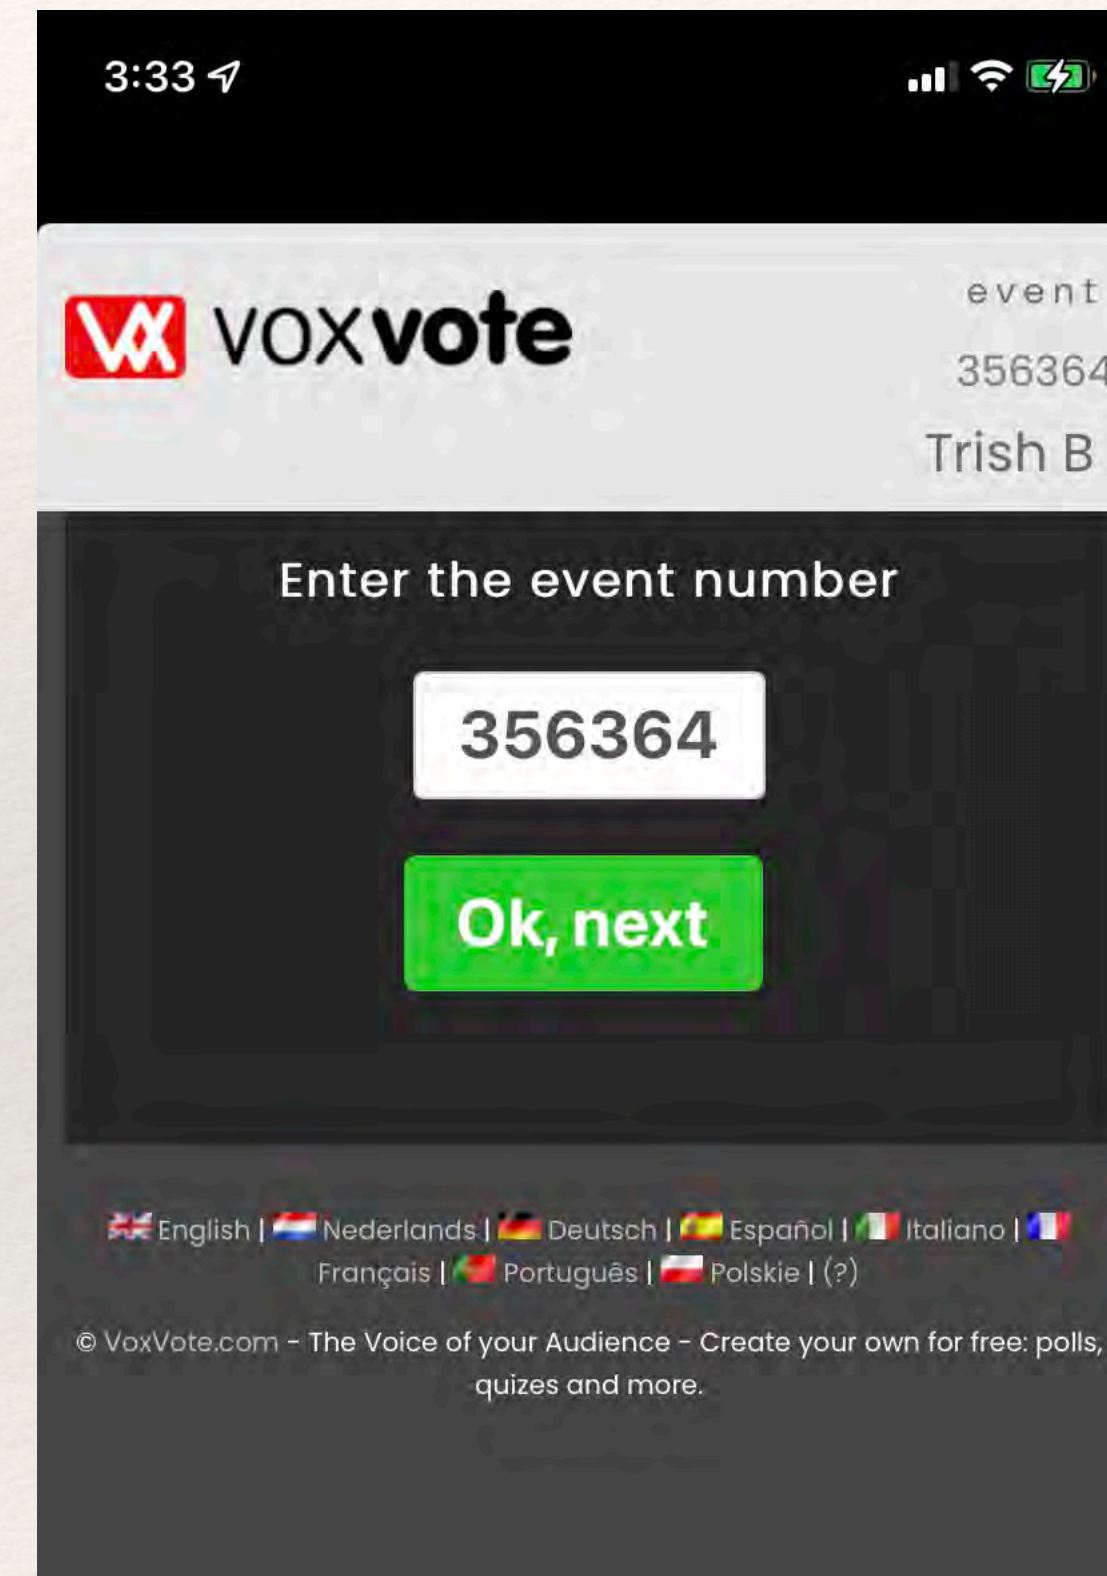 3:33
voxvote
event
356364
Trish B
Enter the event number
356364
Ok, next
English | Nederlands | Deutsch | Español | Italiano |
Français | Português | Polskie | (?)
© VoxVote.com - The Voice of your Audience - Create your own for free: polls,
quizes and more.